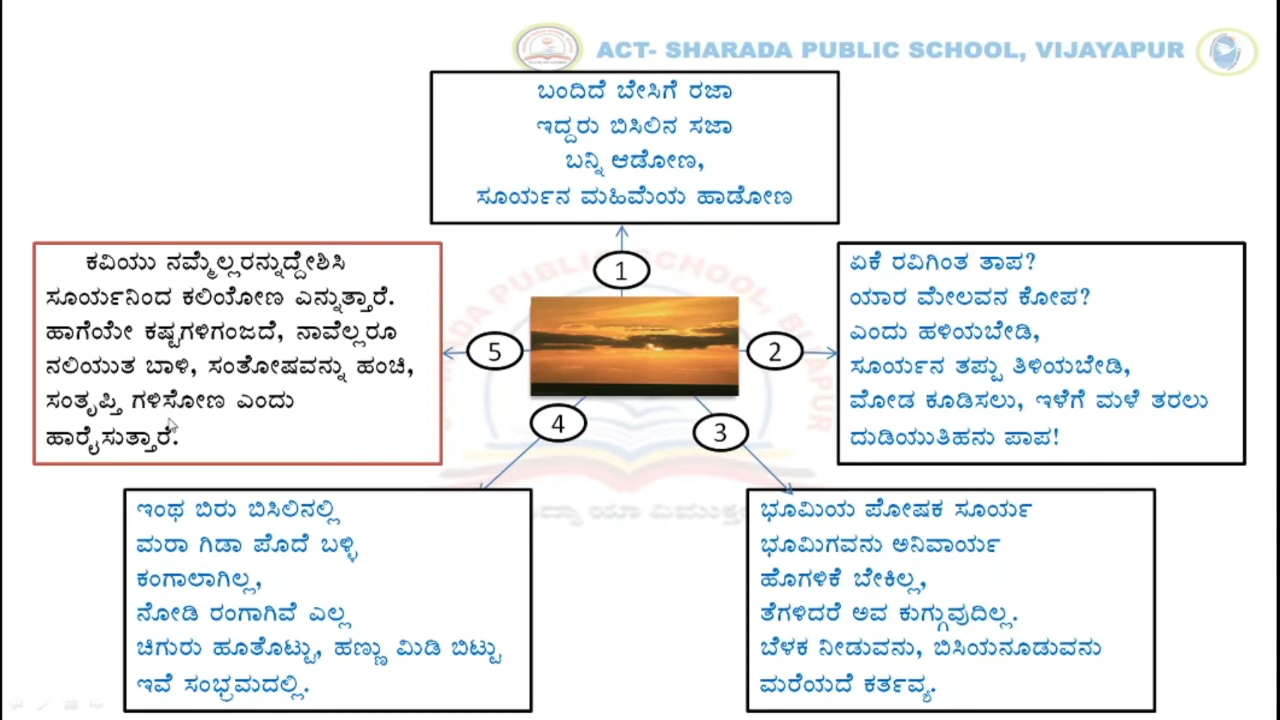 ACT- SHARADA PUBLIC SCHOOL, VIJAYAPUR
ಬಂದಿದೆ ಬೇಸಿಗೆ ರಜಾ
ಇದ್ದರು ಬಿಸಿಲಿನ ಸಜಾ
ಬನ್ನಿ ಆಡೋಣ,
ಸೂರ್ಯನ ಮಹಿಮೆಯ ಹಾಡೋಣ
1
ಏಕೆ ರವಿಗಿಂತ ತಾಪ?
ಯಾರ ಮೇಲವನ ಕೋಪ?
ಎಂದು ಹಳಿಯಬೇಡಿ,
ಸೂರ್ಯನ ತಪ್ಪು ತಿಳಿಯಬೇಡಿ,
ಮೋಡ ಕೂಡಿಸಲು, ಇಳೆಗೆ ಮಳೆ ತರಲು
ದುಡಿಯುತಿಹನು ಪಾಪ!
2
ಭೂಮಿಯ ಪೋಷಕ ಸೂರ್ಯ
ಭೂಮಿಗವನು ಅನಿವಾರ್ಯ
ಹೊಗಳಿಕೆ ಬೇಕಿಲ್ಲ,
ತೆಗಳಿದರೆ ಅವ ಕುಗ್ಗುವುದಿಲ್ಲ.
ಬೆಳಕ ನೀಡುವನು, ಬಿಸಿಯನೂಡುವನು
ಮರೆಯದೆ ಕರ್ತವ್ಯ.
3
ಇಂಥ ಬಿರು ಬಿಸಿಲಿನಲ್ಲಿ
ಮರಾ ಗಿಡಾ ಪೊದೆ ಬಳ್ಳಿ
ಕಂಗಾಲಾಗಿಲ್ಲ,
ನೋಡಿ ರಂಗಾಗಿವೆ ಎಲ್ಲ
ಚಿಗುರು ಹೂತೊಟ್ಟು, ಹಣ್ಣು ಮಿಡಿ ಬಿಟ್ಟು
ಇವೆ ಸಂಭ್ರಮದಲ್ಲಿ.
4
ಕವಿಯು ನಮ್ಮೆಲ್ಲರನ್ನುದ್ದೇಶಿಸಿ
ಸೂರ್ಯನಿಂದ ಕಲಿಯೋಣ ಎನ್ನುತ್ತಾರೆ.
ಹಾಗೆಯೇ ಕಷ್ಟಗಳಿಗಂಜದೆ, ನಾವೆಲ್ಲರೂ
ನಲಿಯುತ ಬಾಳಿ, ಸಂತೋಷವನ್ನು ಹಂಚಿ,
ಸಂತೃಪ್ತಿ ಗಳಿಸೋಣ ಎಂದು
ಹಾರೈಸುತ್ತಾರೆ.
5